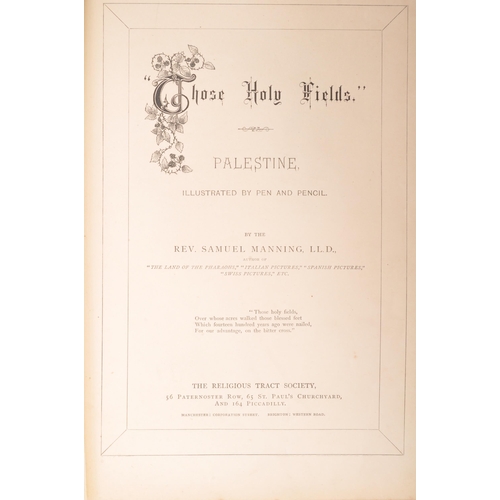 "Those Holy Fields."
PALESTINE,
ILLUSTRATED BY PEN AND PENCIL.
BY THE
REV. SAMUEL MANNING, LL.D.,
AUTHOR OF
"THE LAND OF THE PHARAOHS," "ITALIAN PICTURES," "SPANISH PICTURES,"
"SWISS PICTURES," ETC.
"Those holy fields,
Over whose acres walked those blessed feet
Which fourteen hundred years ago were nailed,
For our advantage, on the bitter cross."
THE RELIGIOUS TRACT SOCIETY,
56 PATERNOSTER ROW, 65 ST. PAUL'S CHURCHYARD,
AND 164 PICCADILLY.
MANCHESTER: CORPORATION STREET. BRIGHTON: WESTERN ROAD.